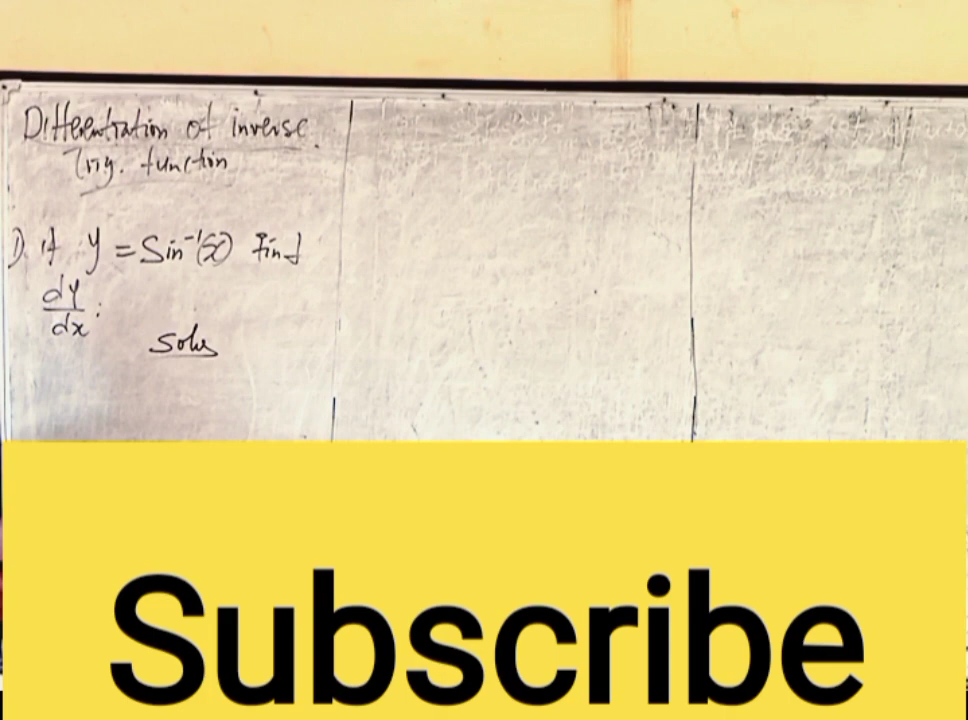 Differentiation of inverse
Trig. function
1) if y = Sin⁻¹(x) Find
dy
dx
Soln
Subscribe